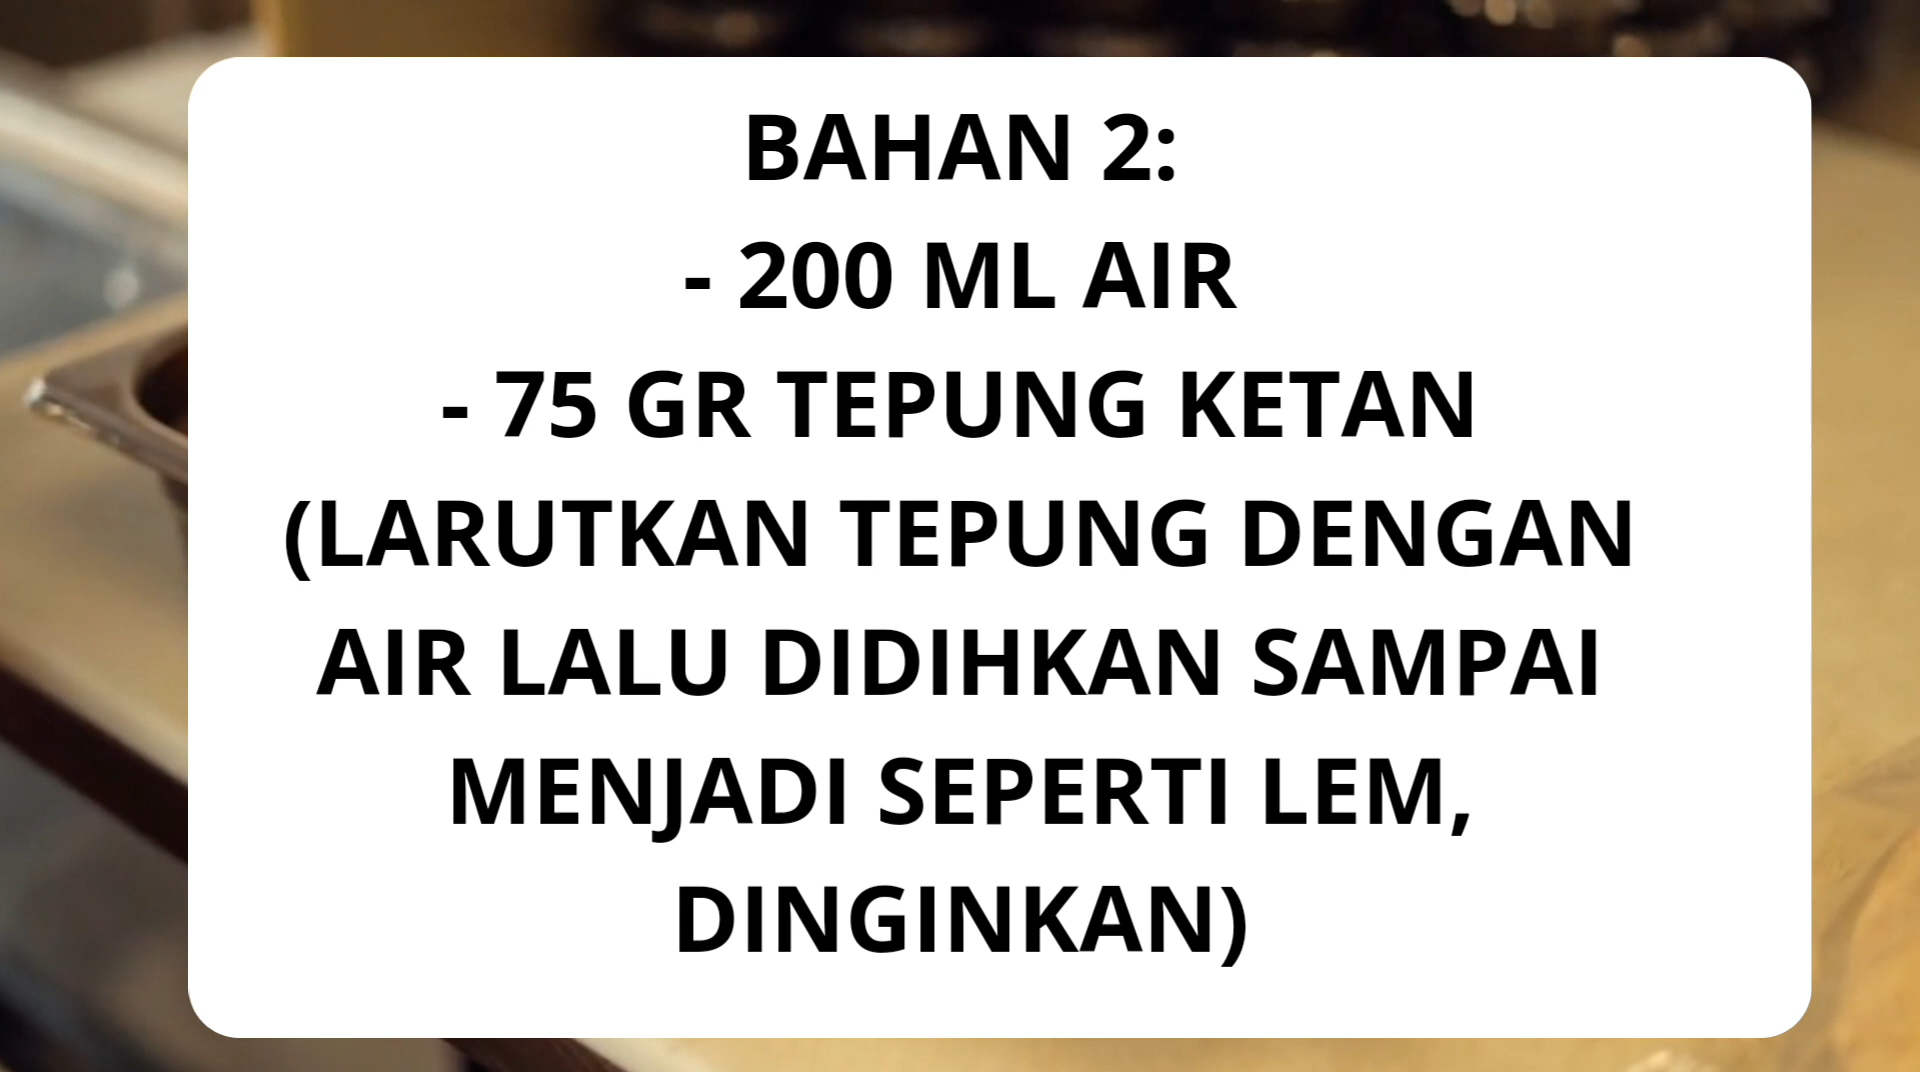 BAHAN 2:
- 200 ML AIR
- 75 GR TEPUNG KETAN
(LARUTKAN TEPUNG DENGAN
AIR LALU DIDIHKAN SAMPAI
MENJADI SEPERTI LEM,
DINGINKAN)